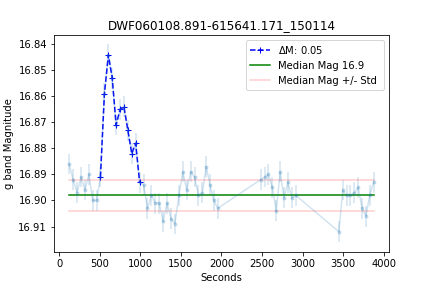 DWF060108.891-615641.171_150114
ΔM: 0.05
Median Mag 16.9
Median Mag +/- Std
g band Magnitude
16.84
16.85
16.86
16.87
16.88
16.89
16.90
16.91
0 500 1000 1500 2000 2500 3000 3500 4000
Seconds